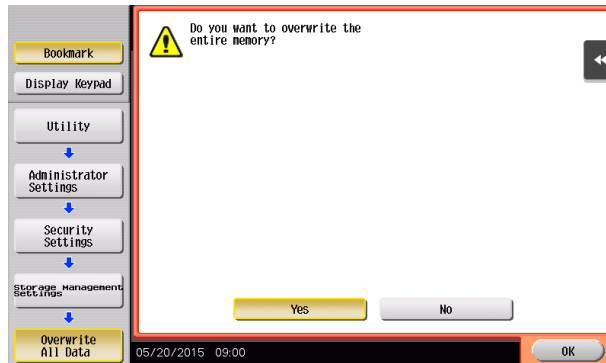 Bookmark
Display Keypad
Utility
Administrator
Settings
Security
Settings
Storage Management
Settings
Overwrite
All Data
Do you want to overwrite the
entire memory?
Yes
No
05/20/2015 09:00
OK